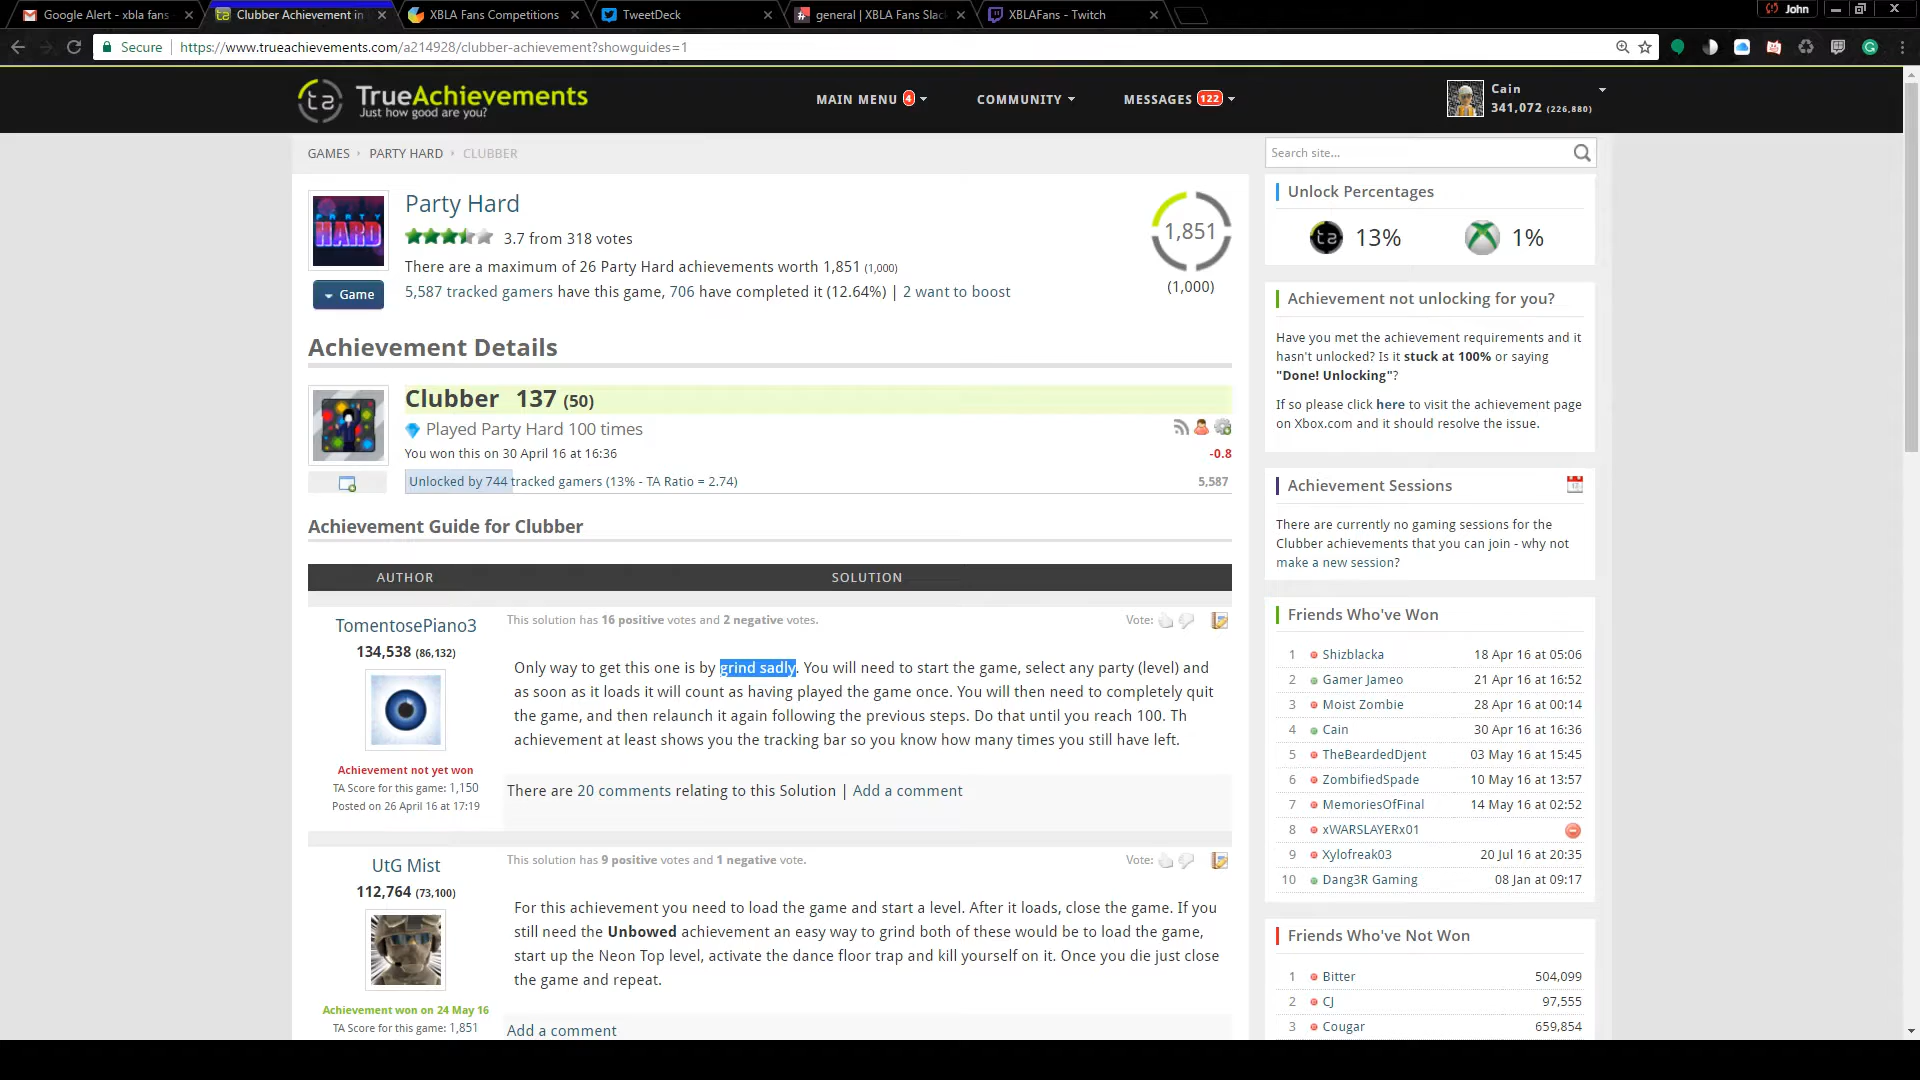 Google Alert - xbla fans
Clubber Achievement in
XBLA Fans Competitions
TweetDeck
general | XBLA Fans Slac
XBLAFans - Twitch
John
Secure
https://www.trueachievements.com/a214928/clubber-achievement?showguides=1
TrueAchievements
Just how good are you?
MAIN MENU 4
COMMUNITY
MESSAGES 122
Cain
341,072 (226,880)
GAMES
PARTY HARD
CLUBBER
Search site...
PARTY
HARD
Game
Party Hard
3.7 from 318 votes
There are a maximum of 26 Party Hard achievements worth 1,851 (1,000)
5,587 tracked gamers have this game, 706 have completed it (12.64%) | 2 want to boost
1,851
(1,000)
Achievement Details
Clubber 137 (50)
Played Party Hard 100 times
You won this on 30 April 16 at 16:36
-0.8
Unlocked by 744 tracked gamers (13% - TA Ratio = 2.74)
5,587
Achievement Guide for Clubber
AUTHOR
SOLUTION
TomentosePiano3
134,538 (86,132)
Achievement not yet won
TA Score for this game: 1,150
Posted on 26 April 16 at 17:19
This solution has 16 positive votes and 2 negative votes.
Vote:
Only way to get this one is by grind sadly. You will need to start the game, select any party (level) and
as soon as it loads it will count as having played the game once. You will then need to completely quit
the game, and then relaunch it again following the previous steps. Do that until you reach 100. Th
achievement at least shows you the tracking bar so you know how many times you still have left.
There are 20 comments relating to this Solution | Add a comment
UtG Mist
112,764 (73,100)
Achievement won on 24 May 16
TA Score for this game: 1,851
This solution has 9 positive votes and 1 negative vote.
Vote:
For this achievement you need to load the game and start a level. After it loads, close the game. If you
still need the Unbowed achievement an easy way to grind both of these would be to load the game,
start up the Neon Top level, activate the dance floor trap and kill yourself on it. Once you die just close
the game and repeat.
Add a comment
Unlock Percentages
ta 13%
1%
Achievement not unlocking for you?
Have you met the achievement requirements and it
hasn't unlocked? Is it stuck at 100% or saying
"Done! Unlocking"?
If so please click here to visit the achievement page
on Xbox.com and it should resolve the issue.
Achievement Sessions
There are currently no gaming sessions for the
Clubber achievements that you can join - why not
make a new session?
Friends Who've Won
1 Shizblacka 18 Apr 16 at 05:06
2 Gamer Jameo 21 Apr 16 at 16:52
3 Moist Zombie 28 Apr 16 at 00:14
4 Cain 30 Apr 16 at 16:36
5 TheBeardedDjent 03 May 16 at 15:45
6 ZombifiedSpade 10 May 16 at 13:57
7 MemoriesOfFinal 14 May 16 at 02:52
8 xWARSLAYERx01
9 Xylofreak03 20 Jul 16 at 20:35
10 Dang3R Gaming 08 Jan at 09:17
Friends Who've Not Won
1 Bitter 504,099
2 CJ 97,555
3 Cougar 659,854